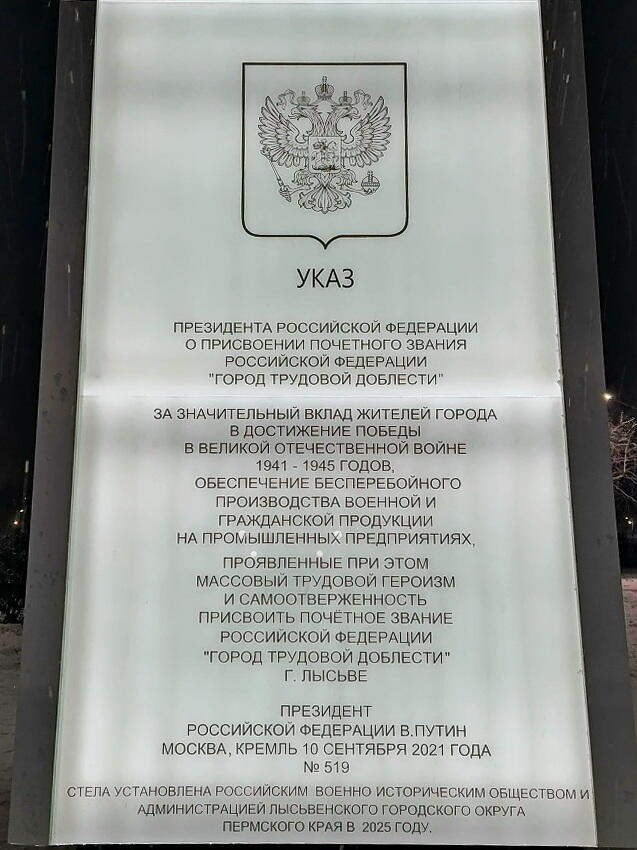 УКАЗ
ПРЕЗИДЕНТА РОССИЙСКОЙ ФЕДЕРАЦИИ
О ПРИСВОЕНИИ ПОЧЕТНОГО ЗВАНИЯ
РОССИЙСКОЙ ФЕДЕРАЦИИ
"ГОРОД ТРУДОВОЙ ДОБЛЕСТИ"
ЗА ЗНАЧИТЕЛЬНЫЙ ВКЛАД ЖИТЕЛЕЙ ГОРОДА
В ДОСТИЖЕНИЕ ПОБЕДЫ
В ВЕЛИКОЙ ОТЕЧЕСТВЕННОЙ ВОЙНЕ
1941 - 1945 ГОДОВ,
ОБЕСПЕЧЕНИЕ БЕСПЕРЕБОЙНОГО
ПРОИЗВОДСТВА ВОЕННОЙ И
ГРАЖДАНСКОЙ ПРОДУКЦИИ
НА ПРОМЫШЛЕННЫХ ПРЕДПРИЯТИЯХ,
ПРОЯВЛЕННЫЕ ПРИ ЭТОМ
МАССОВЫЙ ТРУДОВОЙ ГЕРОИЗМ
И САМООТВЕРЖЕННОСТЬ
ПРИСВОИТЬ ПОЧЁТНОЕ ЗВАНИЕ
РОССИЙСКОЙ ФЕДЕРАЦИИ
"ГОРОД ТРУДОВОЙ ДОБЛЕСТИ"
Г. ЛЫСЬВЕ
ПРЕЗИДЕНТ
РОССИЙСКОЙ ФЕДЕРАЦИИ В.ПУТИН
МОСКВА, КРЕМЛЬ 10 СЕНТЯБРЯ 2021 ГОДА
№ 519
СТЕЛА УСТАНОВЛЕНА РОССИЙСКИМ ВОЕННО ИСТОРИЧЕСКИМ ОБЩЕСТВОМ И
АДМИНИСТРАЦИЕЙ ЛЫСЬВЕНСКОГО ГОРОДСКОГО ОКРУГА
ПЕРМСКОГО КРАЯ В 2025 ГОДУ.